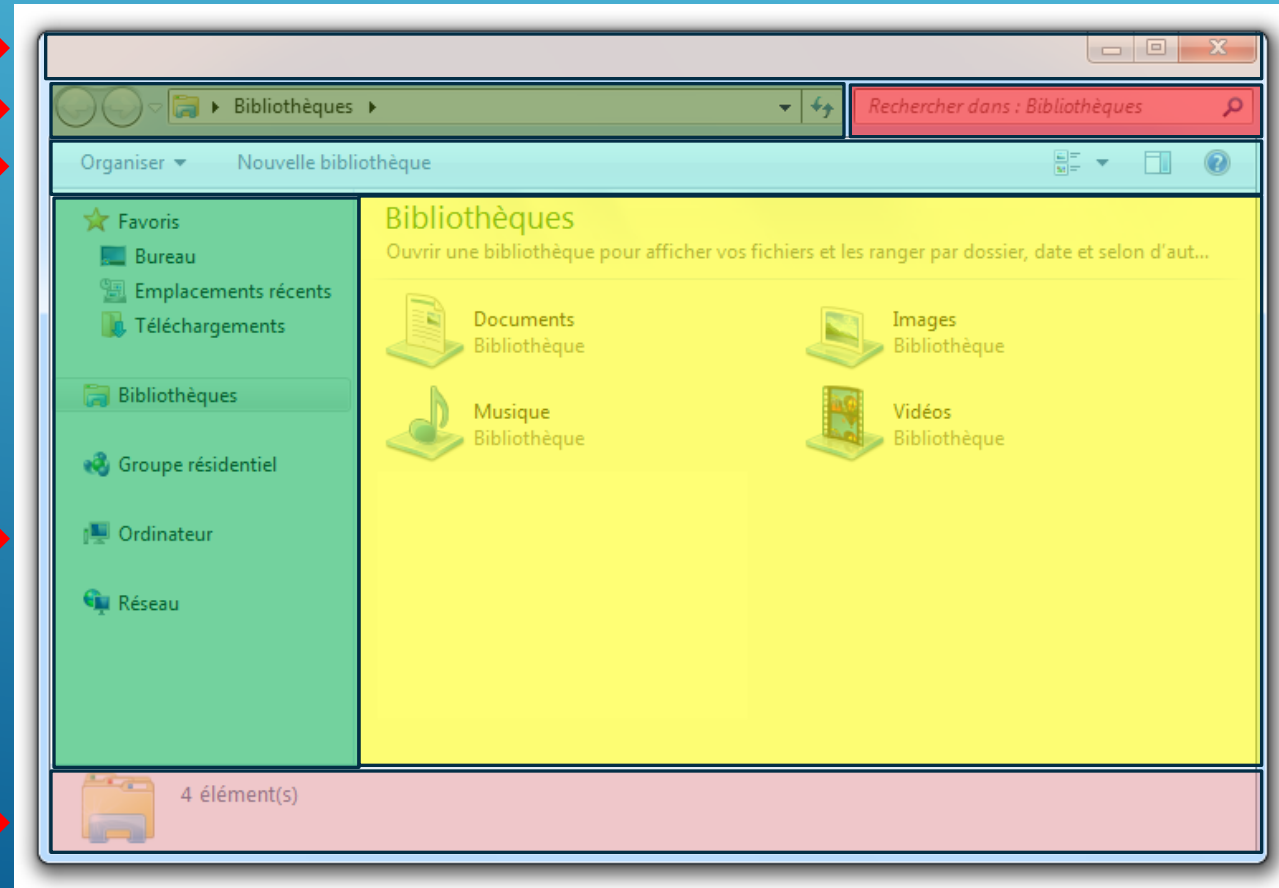 Bibliothèques
Rechercher dans : Bibliothèques
Organiser
Nouvelle bibliothèque
Favoris
Bureau
Emplacements récents
Téléchargements
Bibliothèques
Groupe résidentiel
Ordinateur
Réseau
Bibliothèques
Ouvrir une bibliothèque pour afficher vos fichiers et les ranger par dossier, date et selon d'aut...
Documents
Bibliothèque
Images
Bibliothèque
Musique
Bibliothèque
Vidéos
Bibliothèque
4 élément(s)